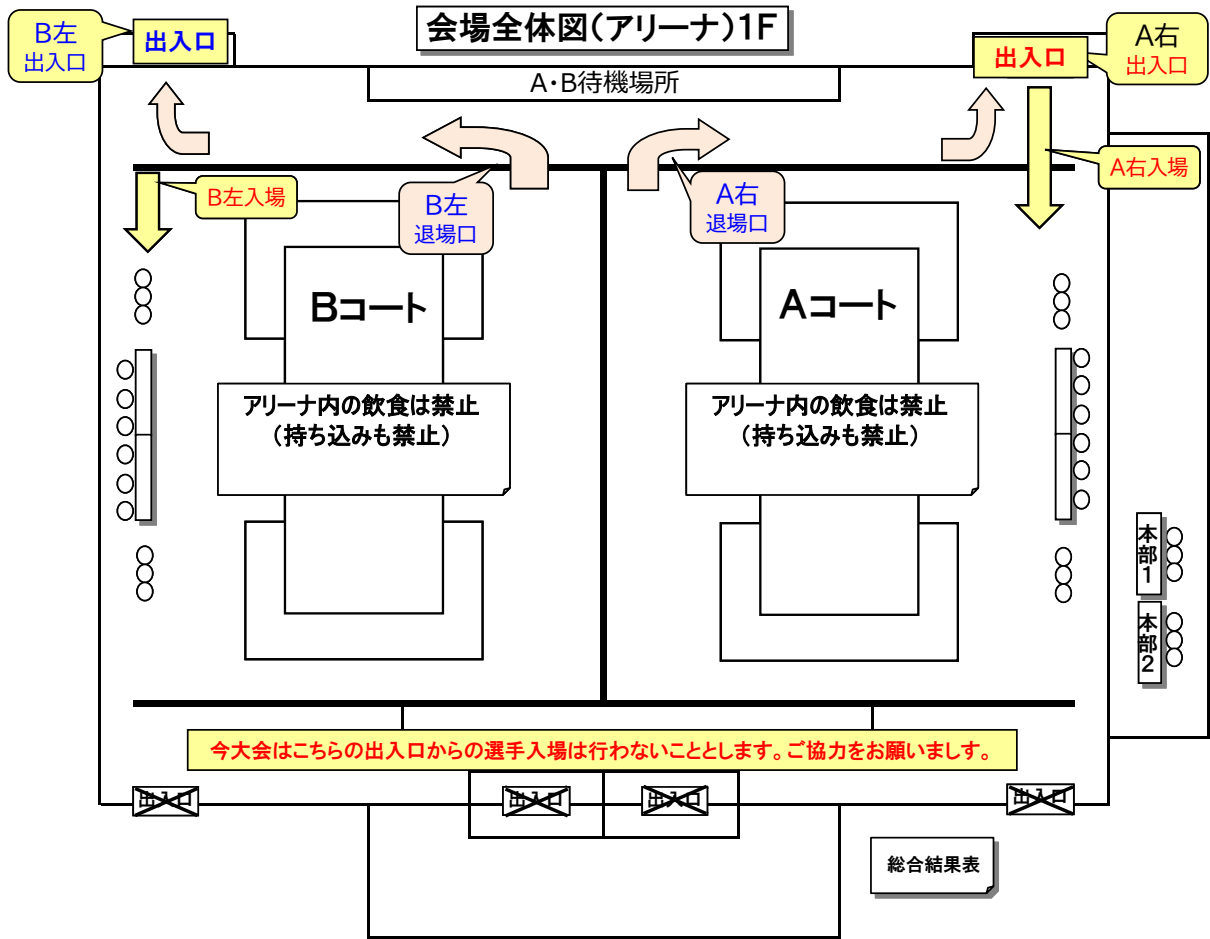 会場全体図(アリーナ)1F
B左
出入口
出入口
A・B待機場所
出入口
A右
出入口
B左入場
B左
退場口
A右
退場口
A右入場
Bコート
Aコート
アリーナ内の飲食は禁止
(持ち込みも禁止)
アリーナ内の飲食は禁止
(持ち込みも禁止)
本部1
本部2
今大会はこちらの出入口からの選手入場は行わないこととします。ご協力をお願いましす。
出入口
出入口
出入口
出入口
総合結果表